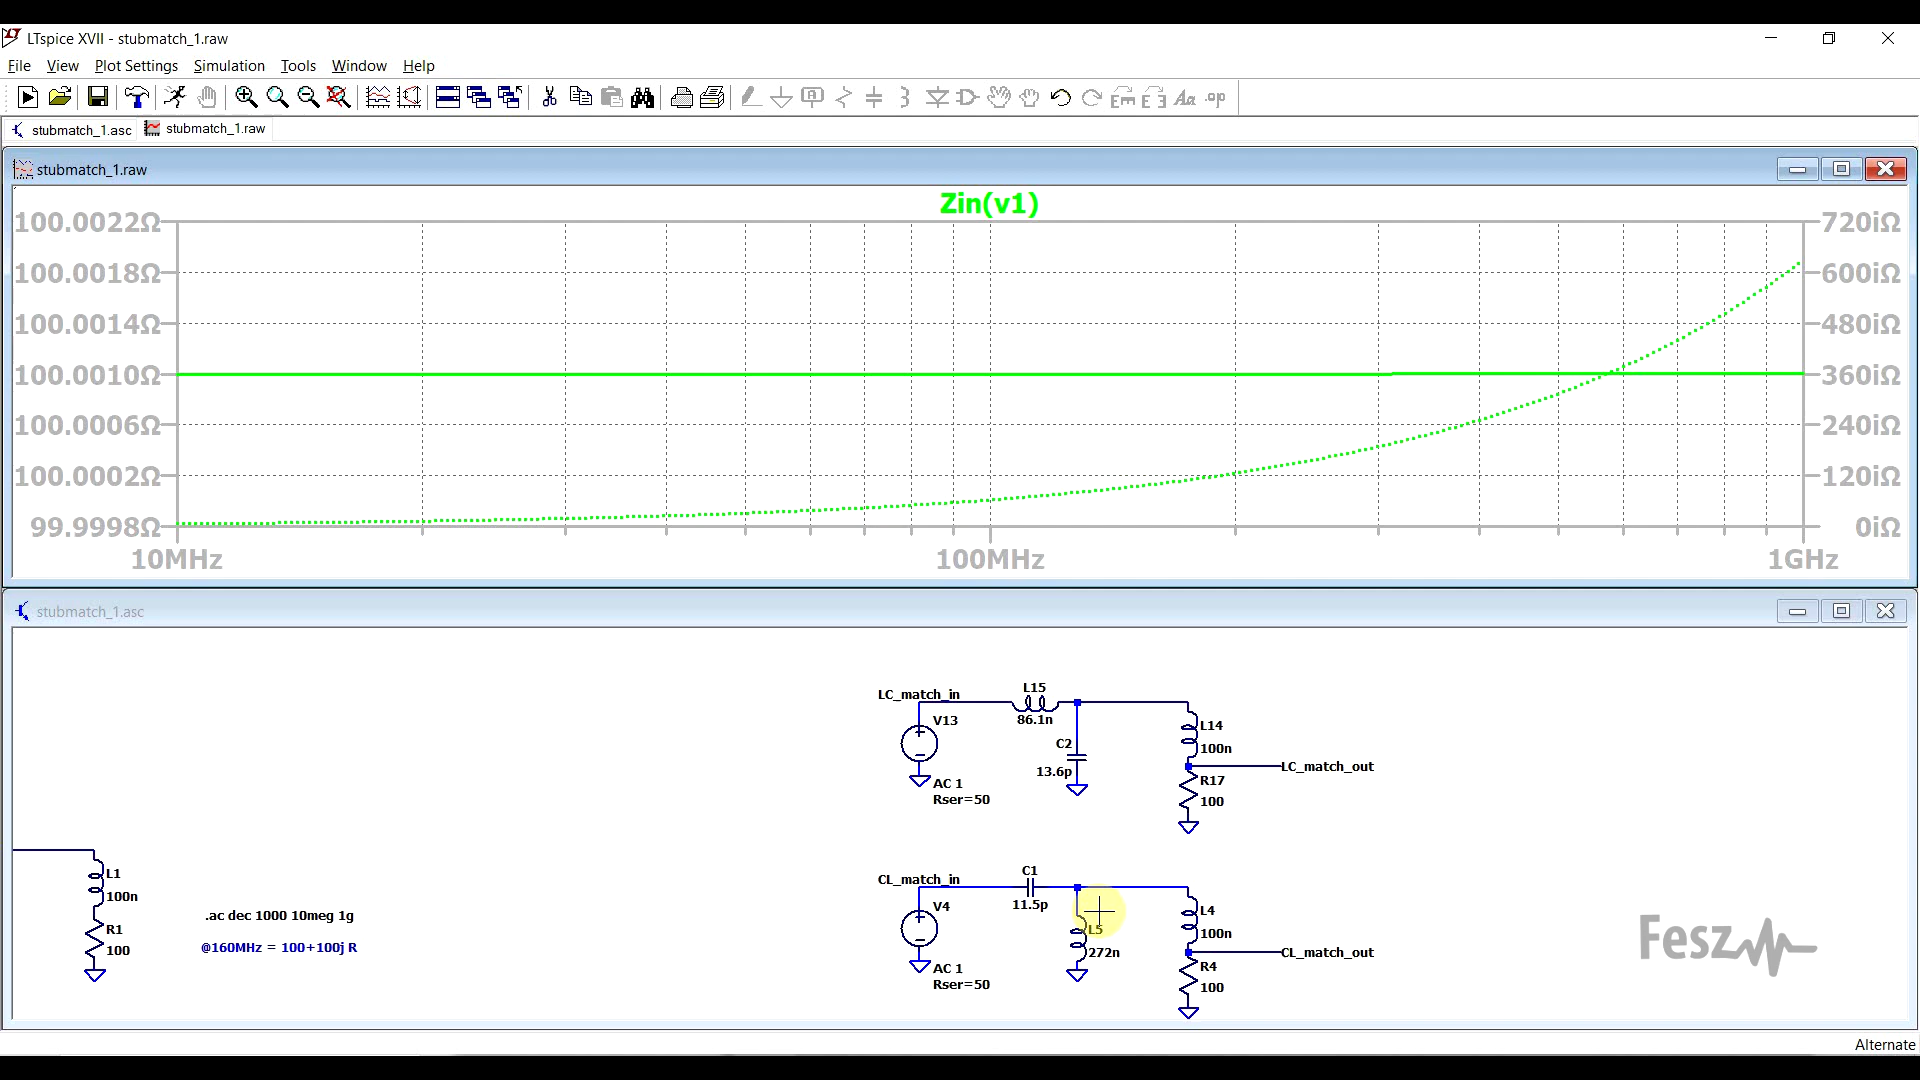 LTspice XVII - stubmatch_1.raw
File View Plot Settings Simulation Tools Window Help
stubmatch_1.asc stubmatch_1.raw
stubmatch_1.raw
Zin(v1)
100.0022Ω 720iΩ
100.0018Ω 600iΩ
100.0014Ω 480iΩ
100.0010Ω 360iΩ
100.0006Ω 240iΩ
100.0002Ω 120iΩ
99.9998Ω 0iΩ
10MHz 100MHz 1GHz
stubmatch_1.asc
LC_match_in
L15
86.1n
V13
AC 1
Rser=50
C2
13.6p
L14
100n
LC_match_out
R17
100
L1
100n
R1
100
.ac dec 1000 10meg 1g
@160MHz = 100+100j R
CL_match_in
C1
11.5p
V4
AC 1
Rser=50
L5
272n
L4
100n
CL_match_out
R4
100
Fesz
Alternate